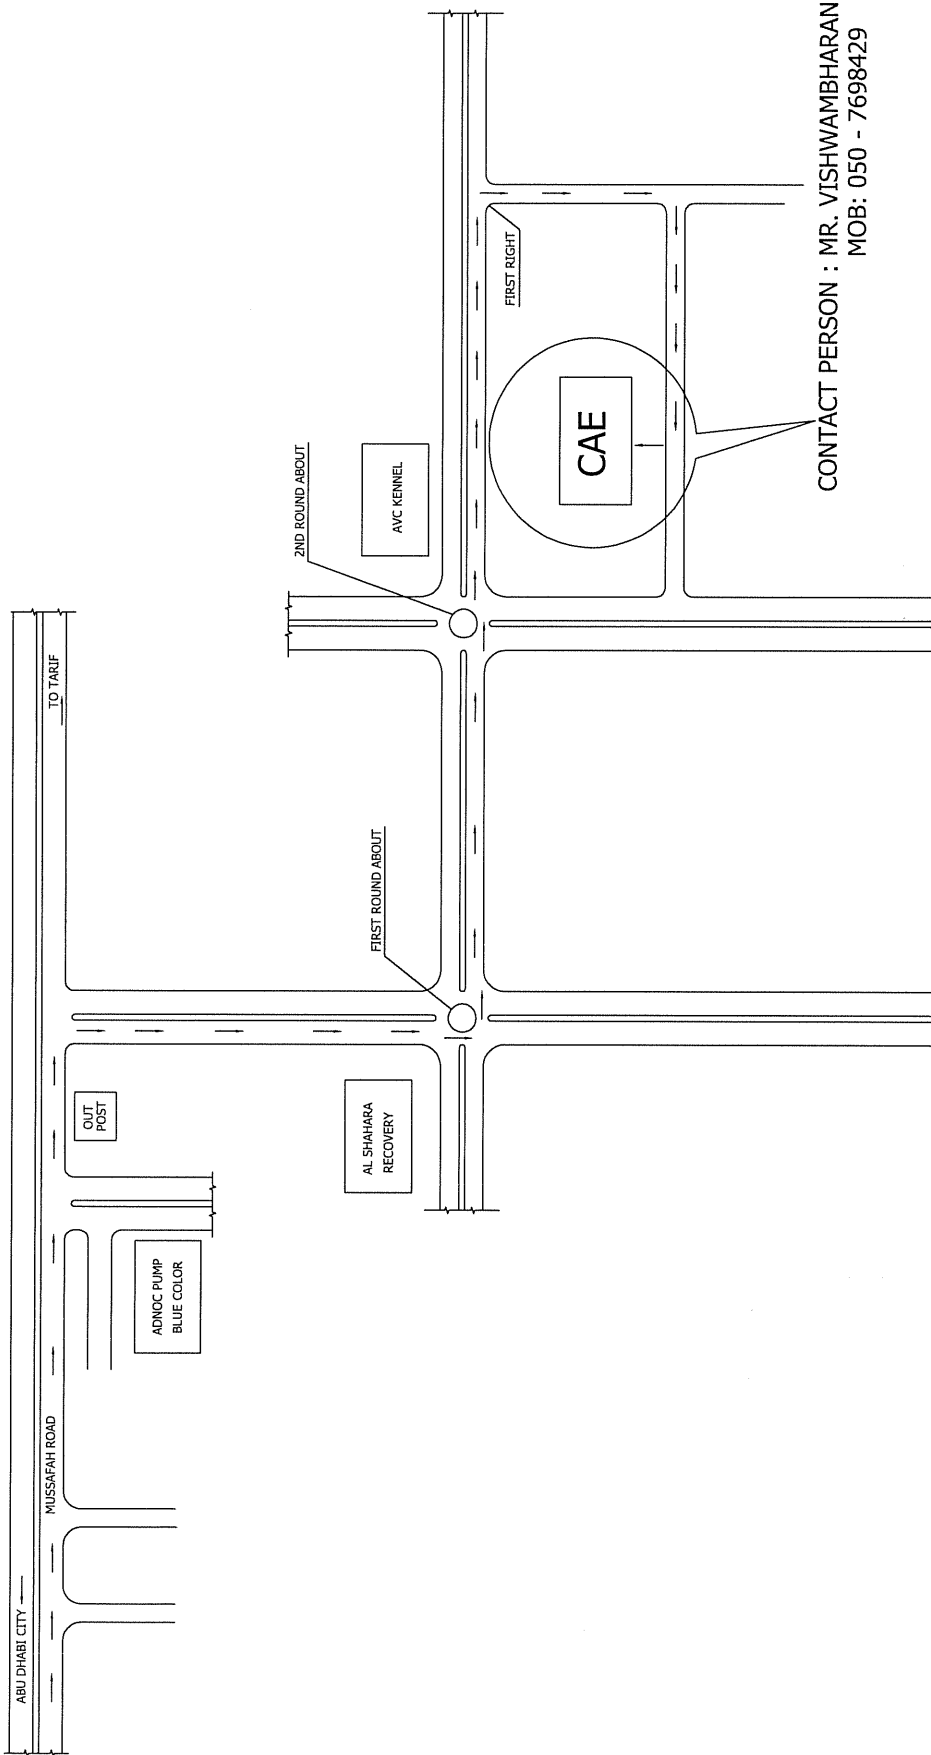 ABU DHABI CITY
MUSSAFAH ROAD
TO TARIF
ADNOC PUMP
BLUE COLOR
OUT
POST
AL SHAHARA
RECOVERY
FIRST ROUND ABOUT
2ND ROUND ABOUT
AVC KENNEL
FIRST RIGHT
CAE
CONTACT PERSON : MR. VISHWAMBHARAN
MOB: 050 - 7698429